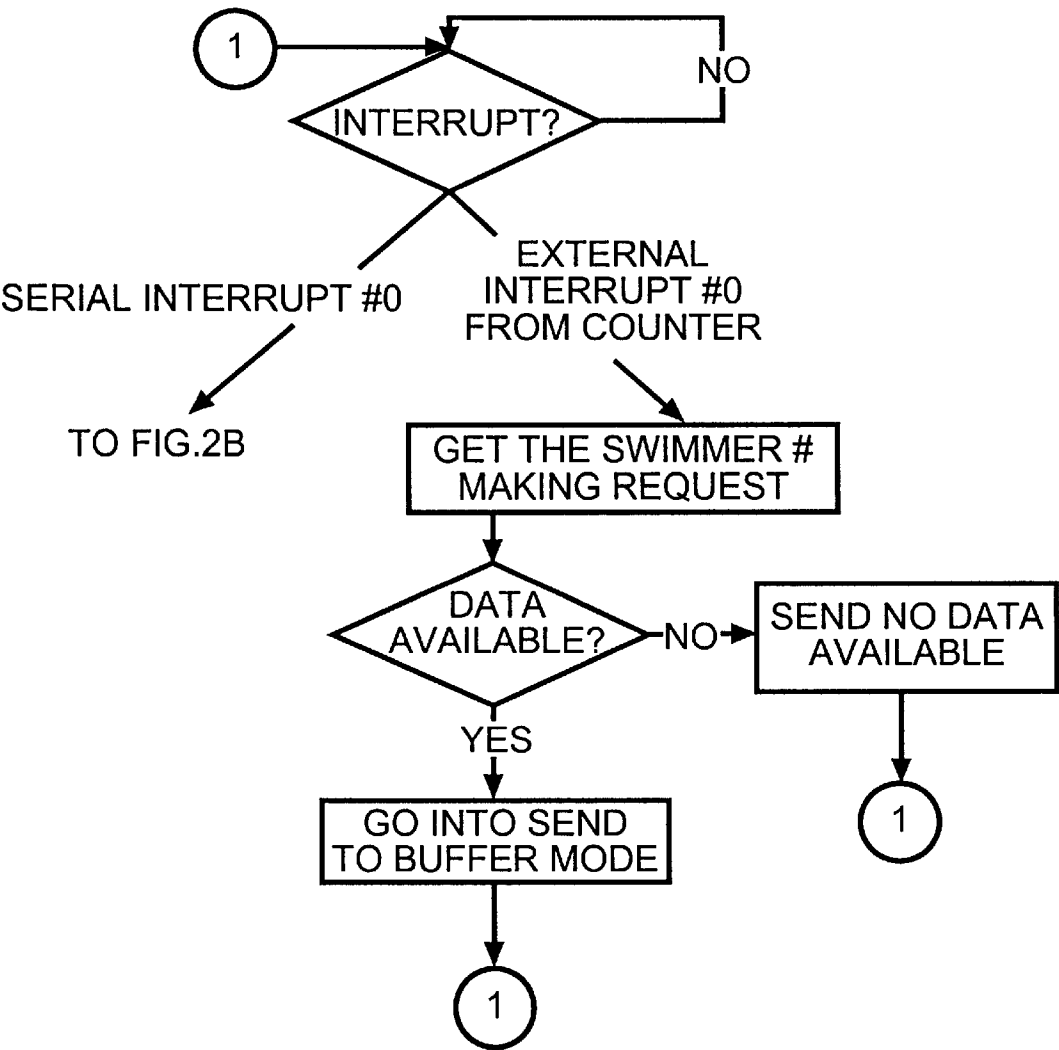 1
NO
INTERRUPT?
SERIAL INTERRUPT #0
EXTERNAL
INTERRUPT #0
FROM COUNTER
TO FIG.2B
GET THE SWIMMER #
MAKING REQUEST
DATA
AVAILABLE?
NO
SEND NO DATA
AVAILABLE
YES
1
GO INTO SEND
TO BUFFER MODE
1